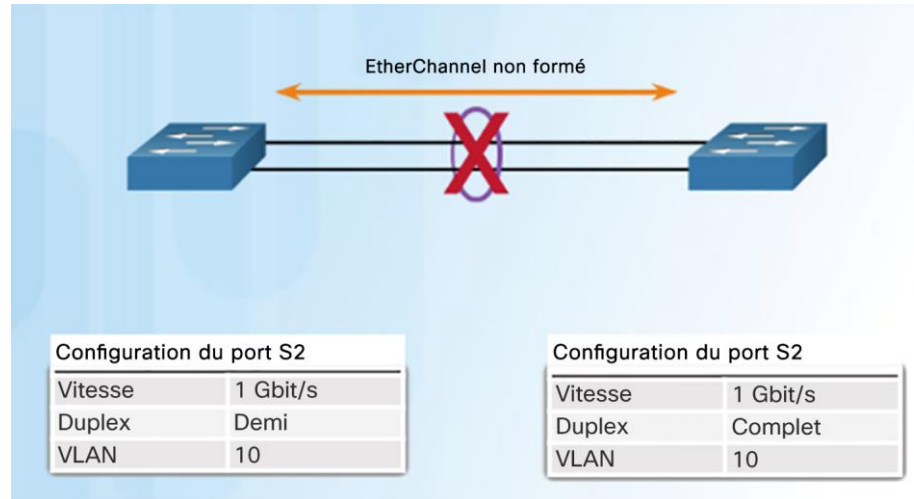 EtherChannel non formé
Configuration du port S2
Vitesse 1 Gbit/s
Duplex Demi
VLAN 10
Configuration du port S2
Vitesse 1 Gbit/s
Duplex Complet
VLAN 10